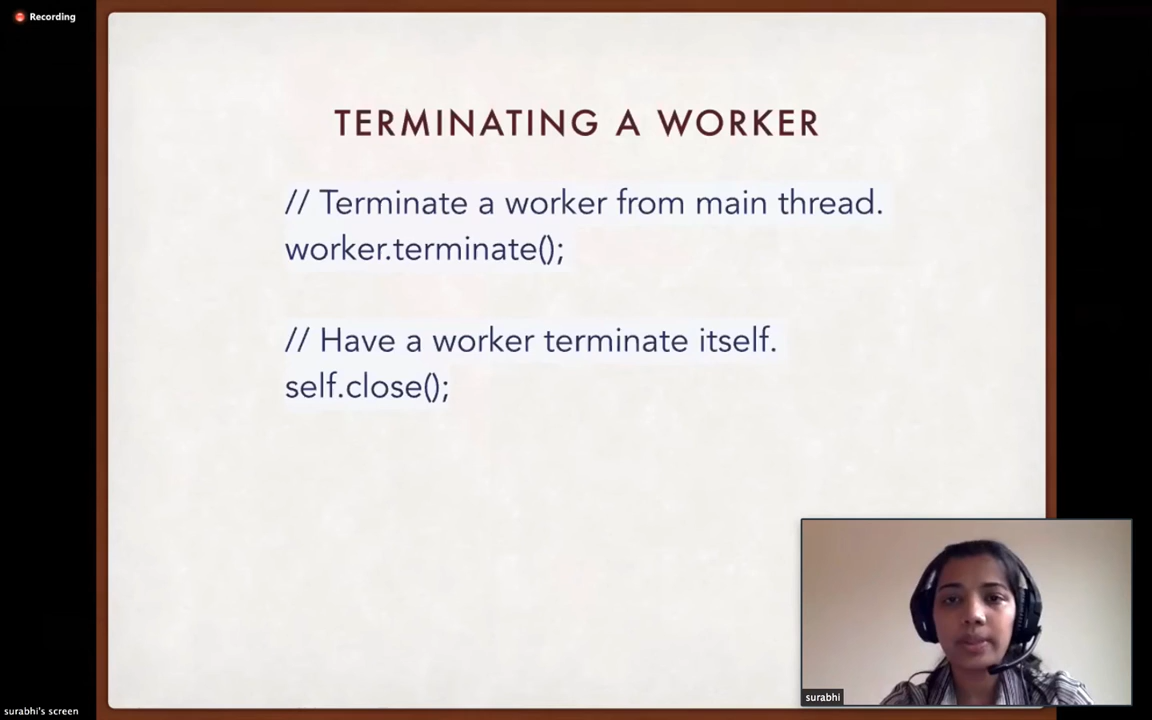 Recording
TERMINATING A WORKER
// Terminate a worker from main thread.
worker.terminate();
// Have a worker terminate itself.
self.close();
surabhi
surabhi's screen